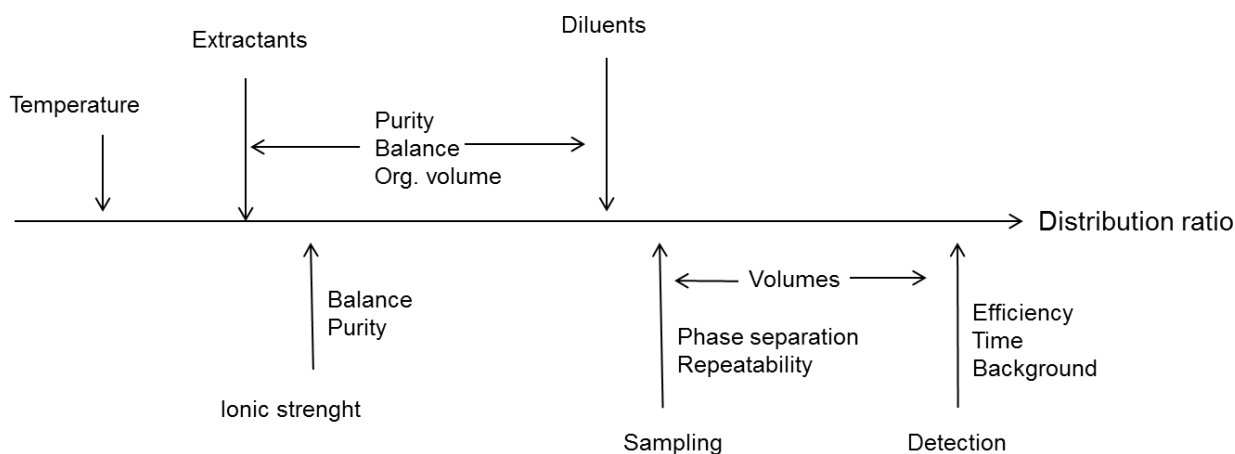 Diluents
Extractants
Temperature
Purity
Balance
Org. volume
Distribution ratio
Balance
Purity
Volumes
Phase separation
Repeatability
Efficiency
Time
Background
Ionic strenght
Sampling
Detection